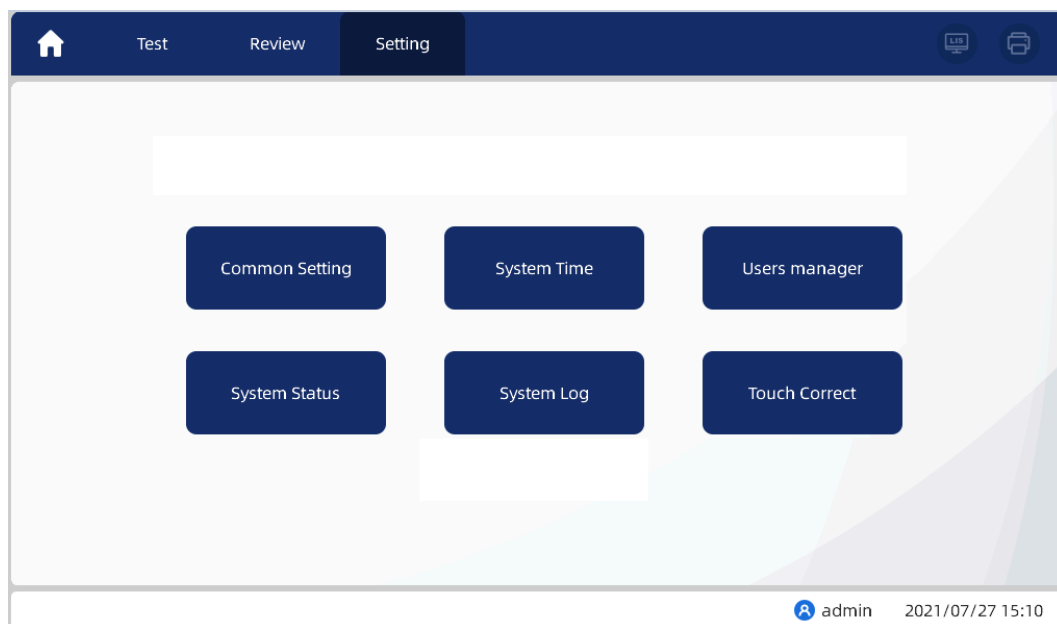 Test Review Setting LIS
Common Setting System Time Users manager
System Status System Log Touch Correct
admin 2021/07/27 15:10